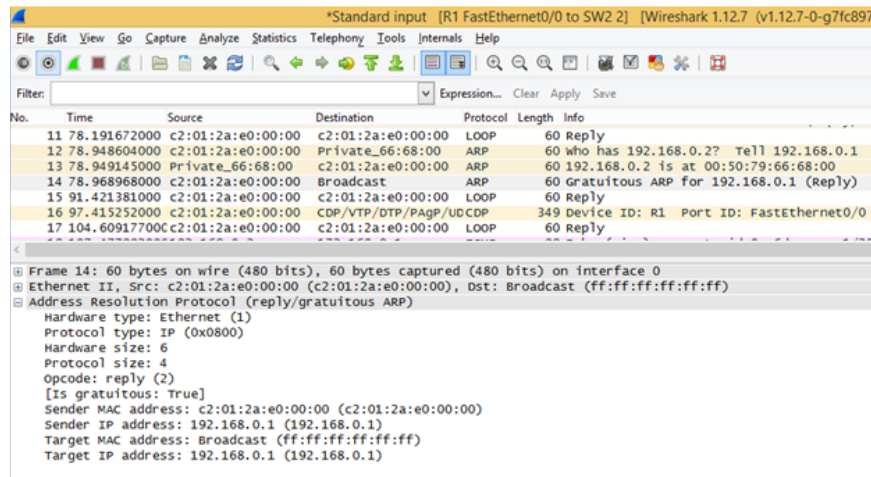 *Standard input [R1 FastEthernet0/0 to SW2 2] [Wireshark 1.12.7 (v1.12.7-0-g7fc897
File Edit View Go Capture Analyze Statistics Telephony Tools Internals Help
Filter: Expression... Clear Apply Save
No. Time Source Destination Protocol Length Info
11 78.191672000 c2:01:2a:e0:00:00 c2:01:2a:e0:00:00 LOOP 60 Reply
12 78.948604000 c2:01:2a:e0:00:00 Private_66:68:00 ARP 60 Who has 192.168.0.2? Tell 192.168.0.1
13 78.949145000 Private_66:68:00 c2:01:2a:e0:00:00 ARP 60 192.168.0.2 is at 00:50:79:66:68:00
14 78.968968000 c2:01:2a:e0:00:00 Broadcast ARP 60 Gratuitous ARP for 192.168.0.1 (Reply)
15 91.421381000 c2:01:2a:e0:00:00 c2:01:2a:e0:00:00 LOOP 60 Reply
16 97.415252000 c2:01:2a:e0:00:00 CDP/VTP/DTP/PAgP/UDCDP 349 Device ID: R1 Port ID: FastEthernet0/0
17 104.609177000 c2:01:2a:e0:00:00 c2:01:2a:e0:00:00 LOOP 60 Reply
Frame 14: 60 bytes on wire (480 bits), 60 bytes captured (480 bits) on interface 0
Ethernet II, Src: c2:01:2a:e0:00:00 (c2:01:2a:e0:00:00), Dst: Broadcast (ff:ff:ff:ff:ff:ff)
Address Resolution Protocol (reply/gratuitous ARP)
Hardware type: Ethernet (1)
Protocol type: IP (0x0800)
Hardware size: 6
Protocol size: 4
Opcode: reply (2)
[Is gratuitous: True]
Sender MAC address: c2:01:2a:e0:00:00 (c2:01:2a:e0:00:00)
Sender IP address: 192.168.0.1 (192.168.0.1)
Target MAC address: Broadcast (ff:ff:ff:ff:ff:ff)
Target IP address: 192.168.0.1 (192.168.0.1)